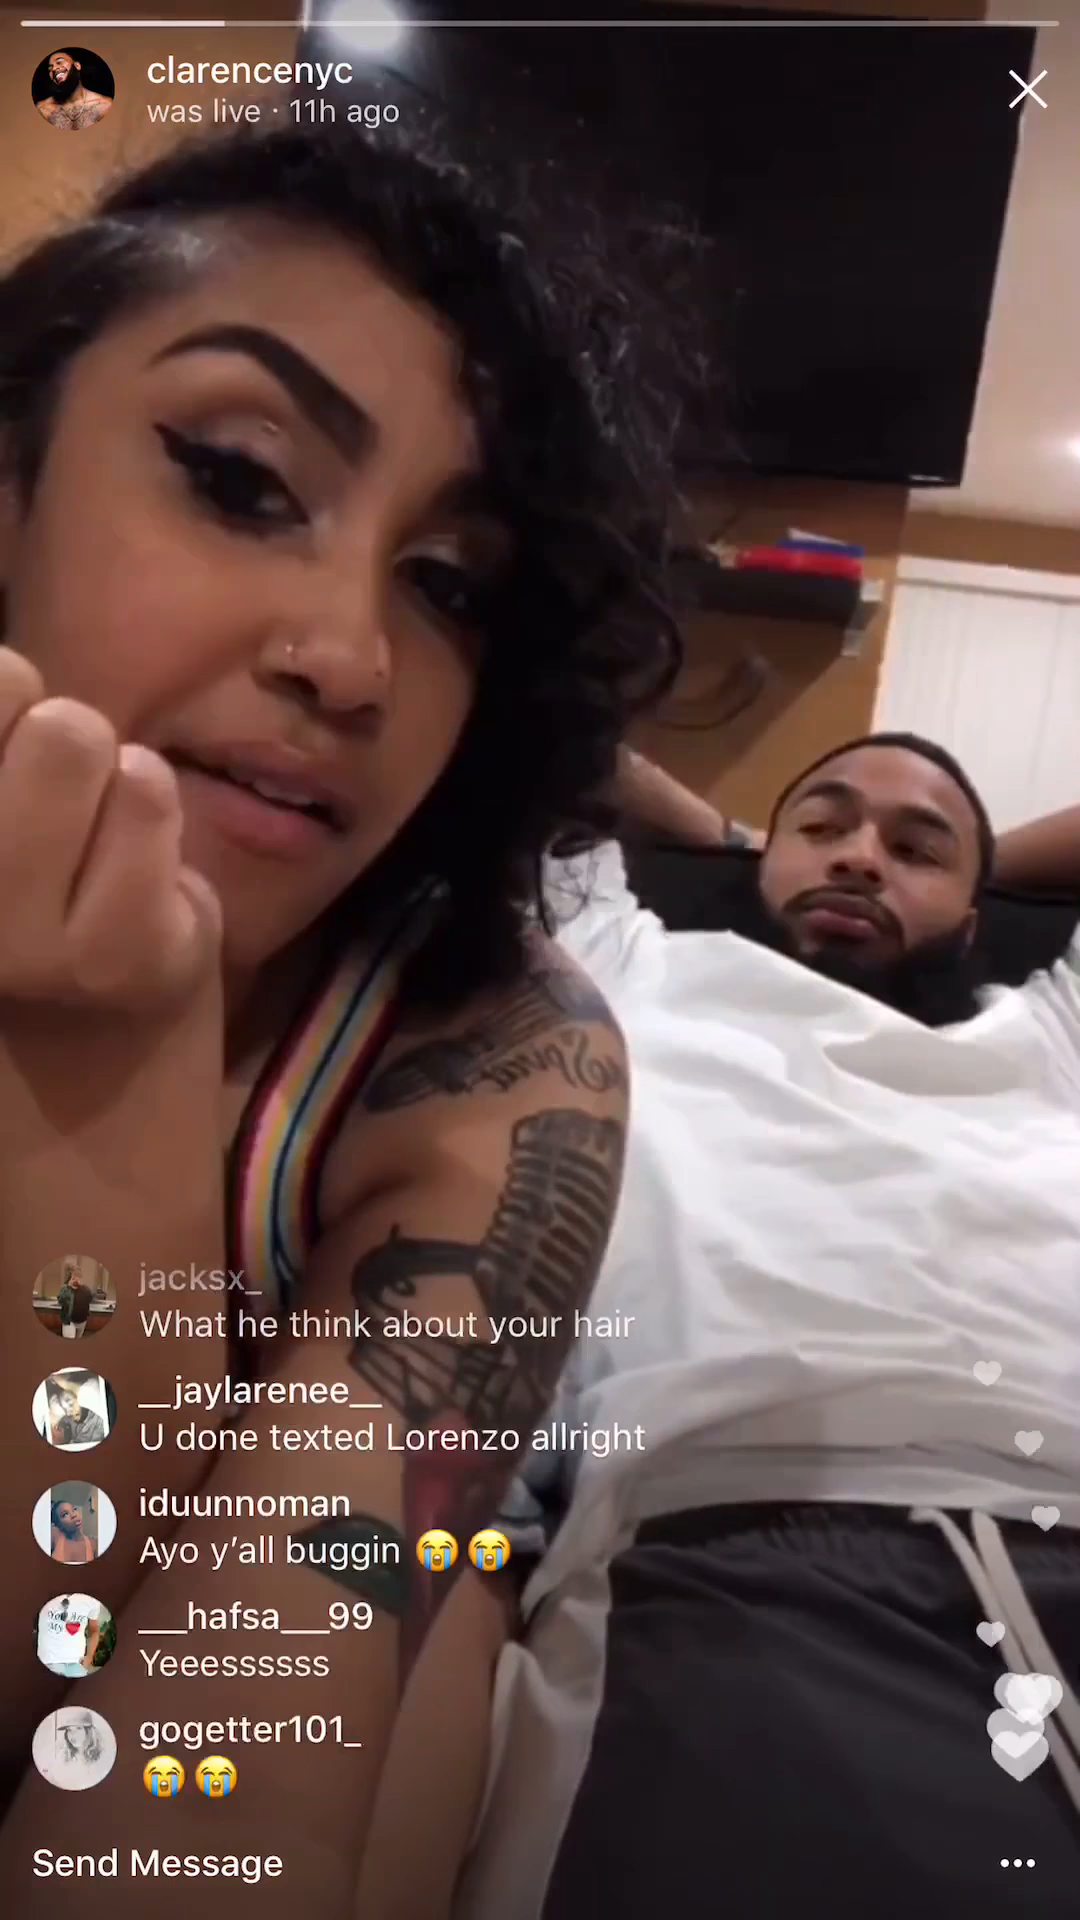 clarencenyc
was live · 11h ago
jacksx_
What he think about your hair
__jaylarenee__
U done texted Lorenzo allright
iduunnoman
Ayo y’all buggin 😭😭
___hafsa___99
Yeeessssss
gogetter101_
😭😭
Send Message